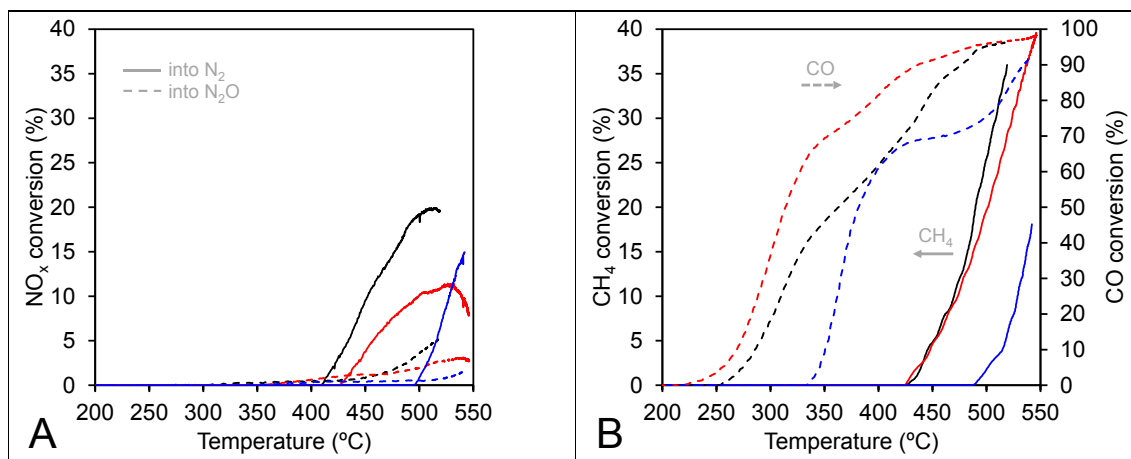 40
35
30
25
20
15
10
5
0
NOₓ conversion (%)
into N₂
into N₂O
200 250 300 350 400 450 500 550
Temperature (ºC)
A
40
35
30
25
20
15
10
5
0
CH₄ conversion (%)
CO
CH₄
100
90
80
70
60
50
40
30
20
10
0
CO conversion (%)
200 250 300 350 400 450 500 550
Temperature (ºC)
B